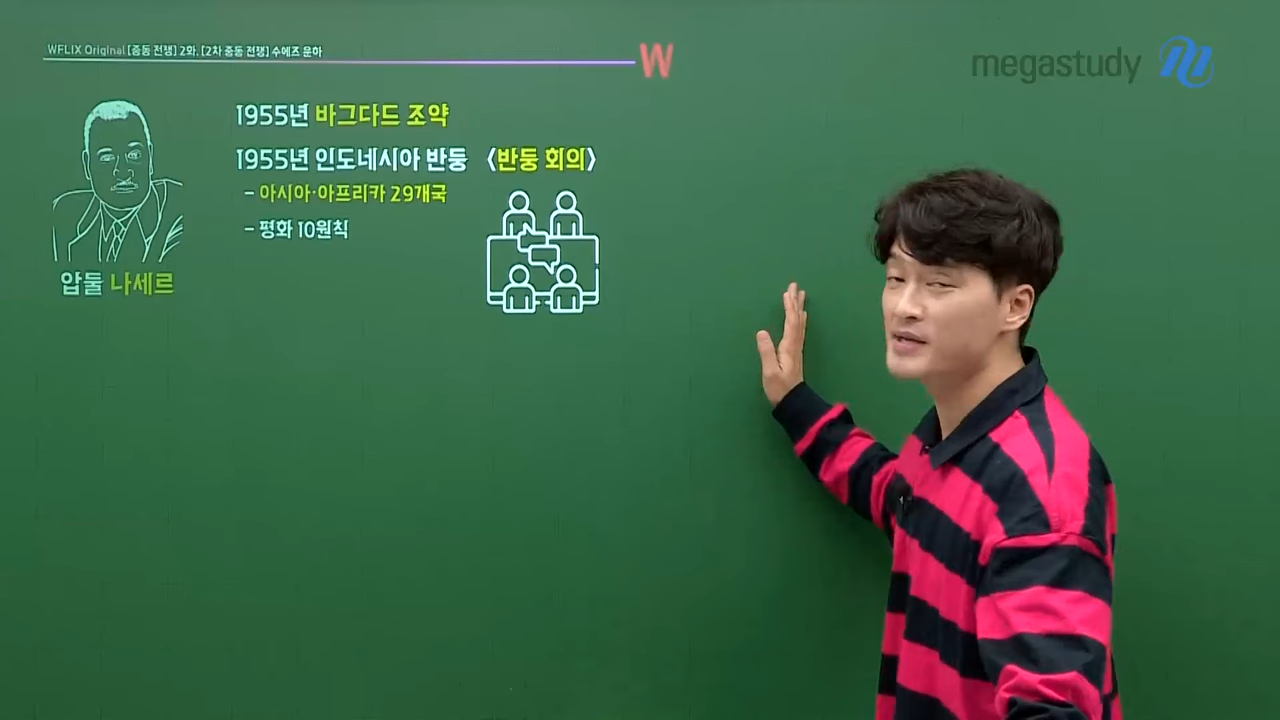 WFLIX Original [중동 전쟁] 2화. [2차 중동 전쟁] 수에즈 운하
W
megastudy
1955년 바그다드 조약
1955년 인도네시아 반둥 〈반둥 회의〉
- 아시아·아프리카 29개국
- 평화 10원칙
압둘 나세르